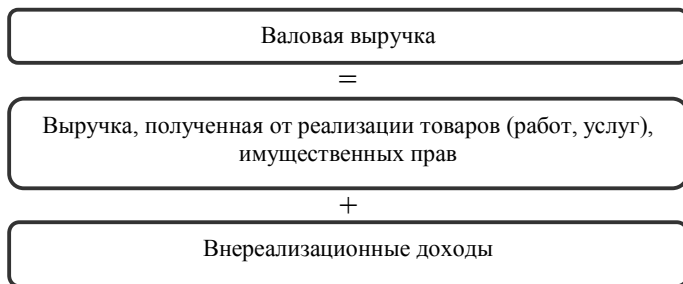 Валовая выручка
=
Выручка, полученная от реализации товаров (работ, услуг),
имущественных прав
+
Внереализационные доходы